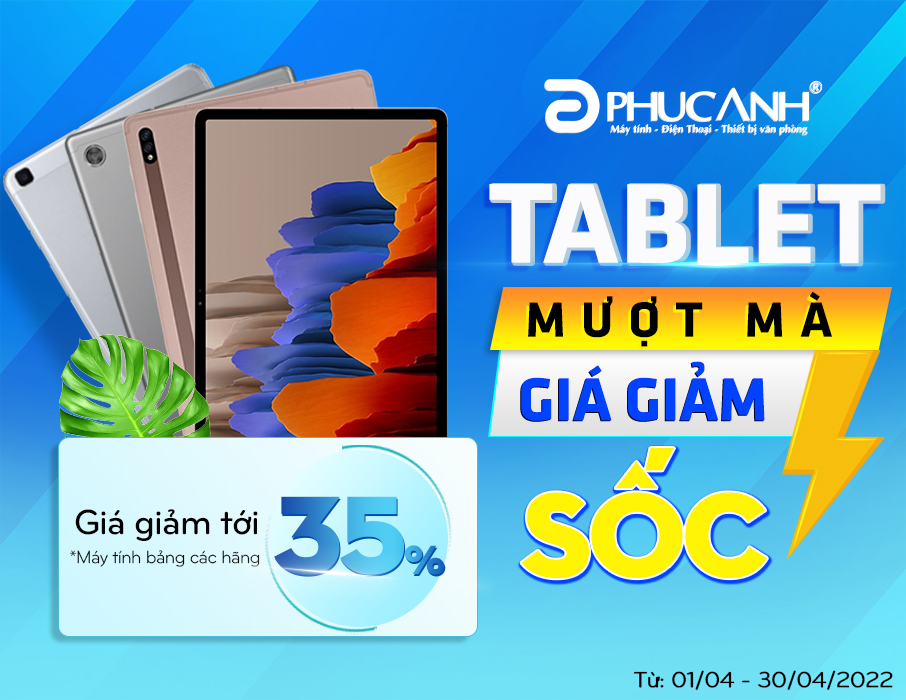 PHUCANH®
Máy tính - Điện Thoại - Thiết bị văn phòng
TABLET
MƯỢT MÀ
GIÁ GIẢM
SỐC
Giá giảm tới 35%
*Máy tính bảng các hãng
Từ: 01/04 - 30/04/2022